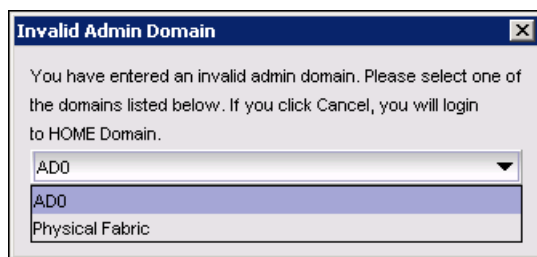 Invalid Admin Domain
You have entered an invalid admin domain. Please select one of
the domains listed below. If you click Cancel, you will login
to HOME Domain.
AD0
AD0
Physical Fabric